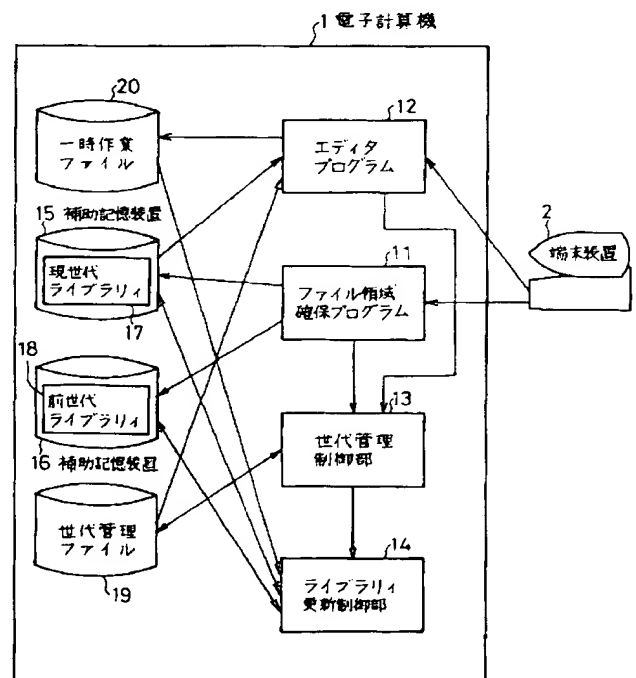 1 電子計算機
20
一時作業
ファイル
12
エディタ
プログラム
15 補助記憶装置
現世代
ライブラリィ
17
11
ファイル領域
確保プログラム
2
端末装置
18
前世代
ライブラリィ
16 補助記憶装置
13
世代管理
制御部
世代管理
ファイル
19
14
ライブラリィ
更新制御部